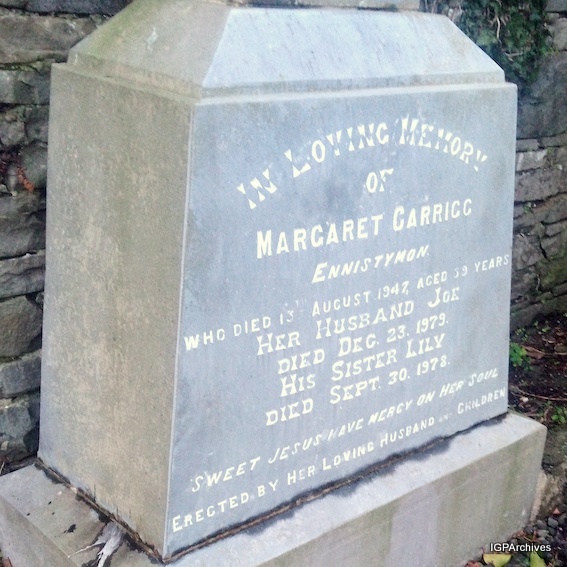 IN LOVING MEMORY
OF
MARGARET GARRIGG
ENNISTYMON.
WHO DIED 13TH AUGUST 1947, AGED 59 YEARS
HER HUSBAND JOE
DIED DEC. 23. 1979.
HIS SISTER LILY
DIED SEPT. 30. 1978.
SWEET JESUS HAVE MERCY ON HER SOUL
ERECTED BY HER LOVING HUSBAND AND CHILDREN
IGPArchives